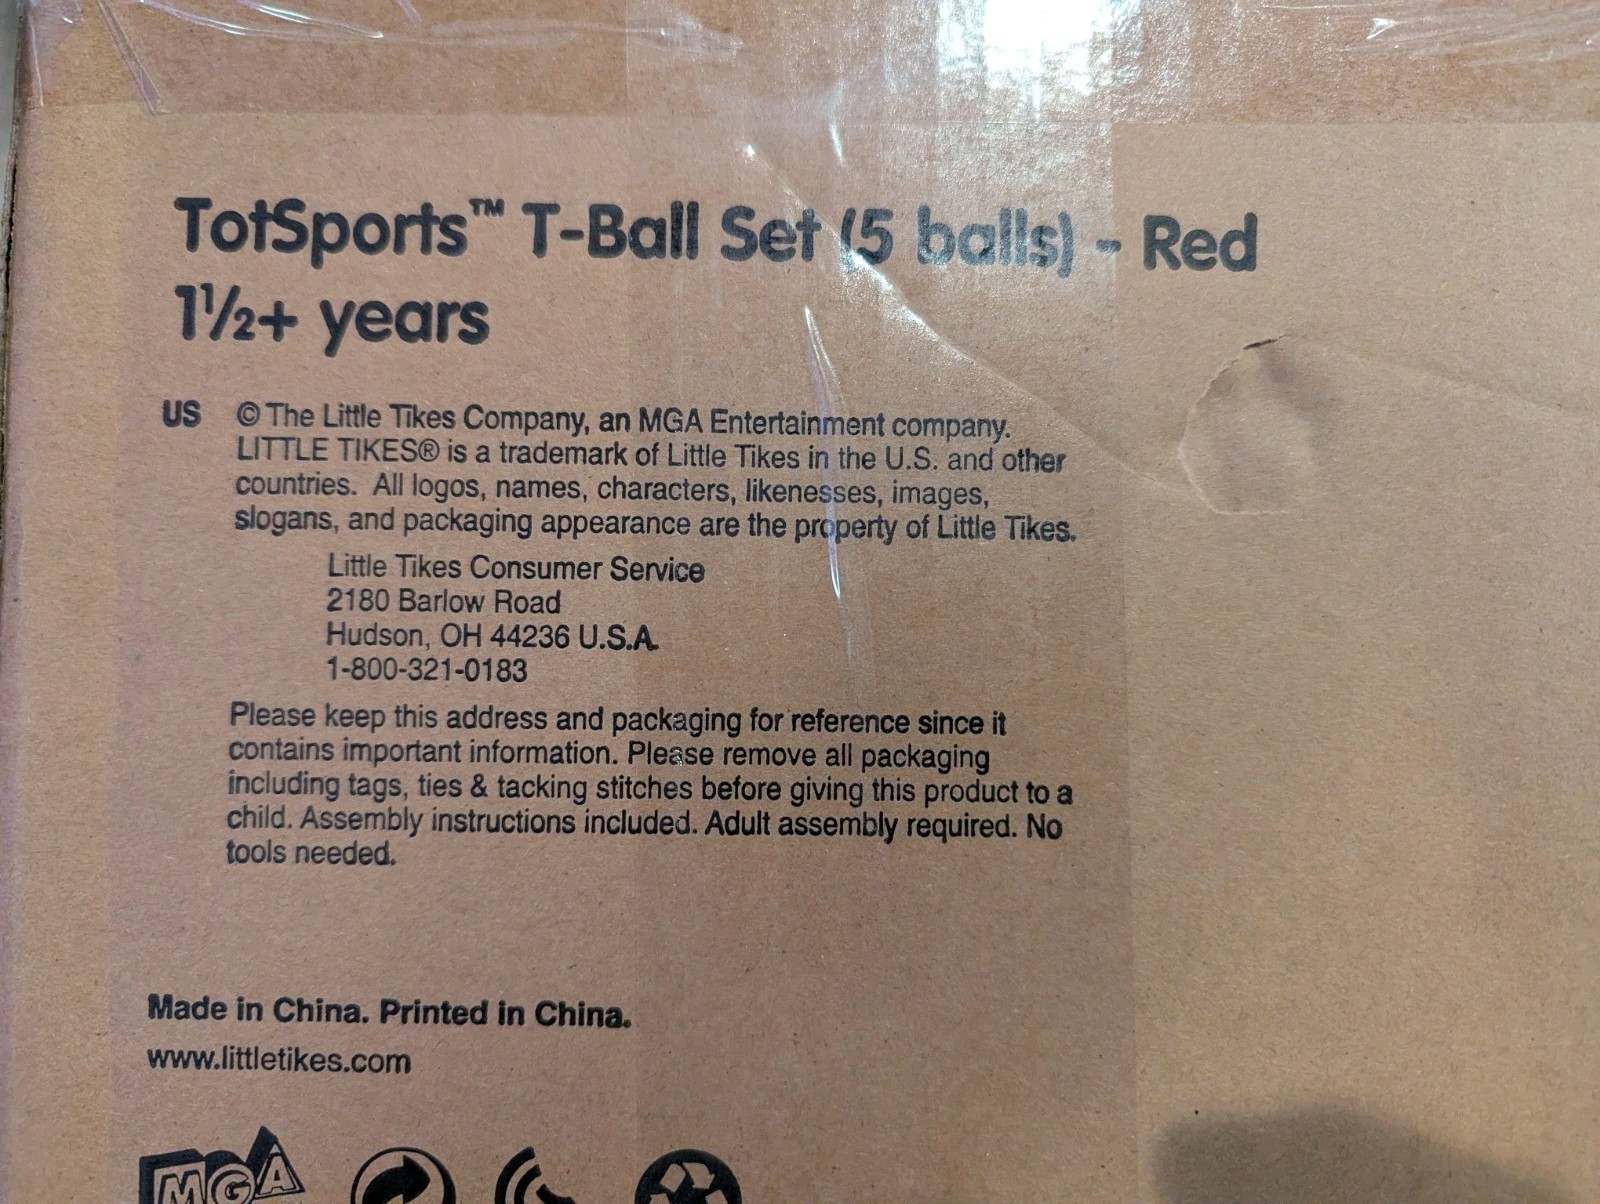 TotSports™ T-Ball Set (5 balls) - Red
1½+ years
US © The Little Tikes Company, an MGA Entertainment company.
LITTLE TIKES® is a trademark of Little Tikes in the U.S. and other
countries. All logos, names, characters, likenesses, images,
slogans, and packaging appearance are the property of Little Tikes.
Little Tikes Consumer Service
2180 Barlow Road
Hudson, OH 44236 U.S.A.
1-800-321-0183
Please keep this address and packaging for reference since it
contains important information. Please remove all packaging
including tags, ties & tacking stitches before giving this product to a
child. Assembly instructions included. Adult assembly required. No
tools needed.
Made in China. Printed in China.
www.littletikes.com
MGA